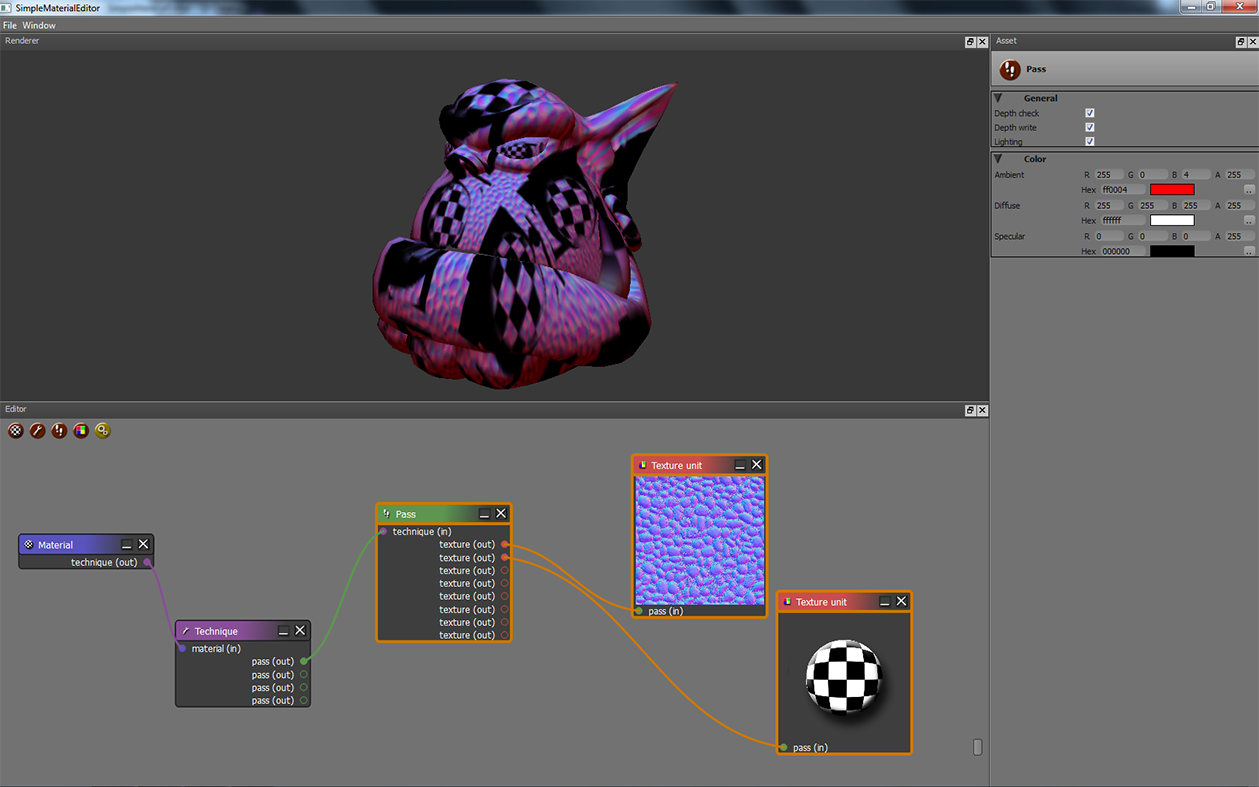 SimpleMaterialEditor
File Window
Renderer
Asset
Pass
General
Depth check
Depth write
Lighting
Color
Ambient R 255 G 0 B 4 A 255
Hex ff0004
Diffuse R 255 G 255 B 255 A 255
Hex ffffff
Specular R 0 G 0 B 0 A 255
Hex 000000
Editor
Material
technique (out)
Technique
material (in)
pass (out)
pass (out)
pass (out)
pass (out)
Pass
technique (in)
texture (out)
texture (out)
texture (out)
texture (out)
texture (out)
texture (out)
texture (out)
texture (out)
Texture unit
pass (in)
Texture unit
pass (in)